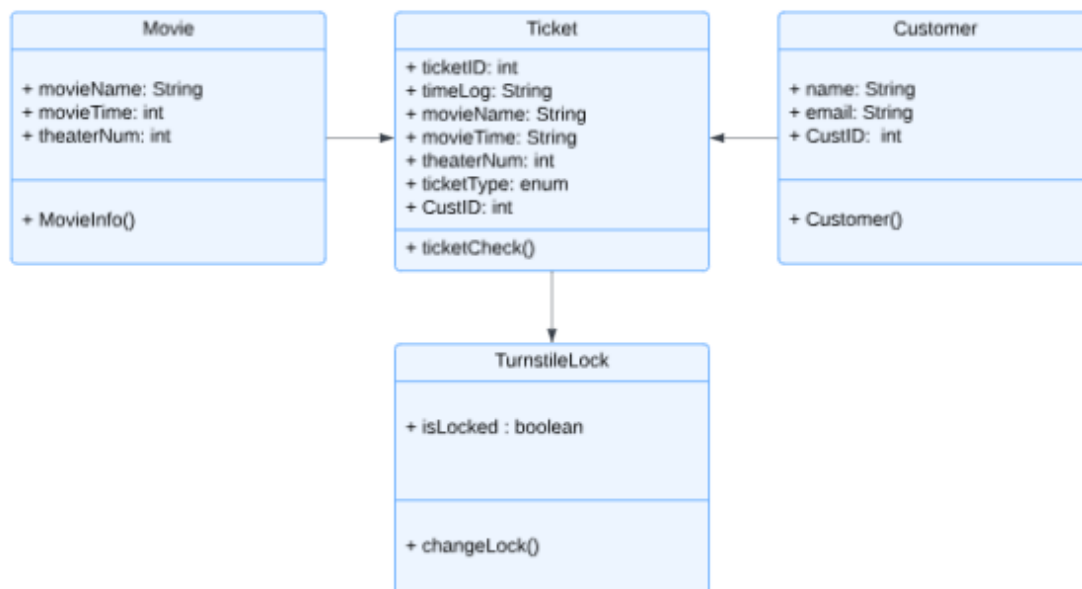 Movie
+ movieName: String
+ movieTime: int
+ theaterNum: int
+ MovieInfo()
Ticket
+ ticketID: int
+ timeLog: String
+ movieName: String
+ movieTime: String
+ theaterNum: int
+ ticketType: enum
+ CustID: int
+ ticketCheck()
Customer
+ name: String
+ email: String
+ CustID:  int
+ Customer()
TurnstileLock
+ isLocked : boolean
+ changeLock()